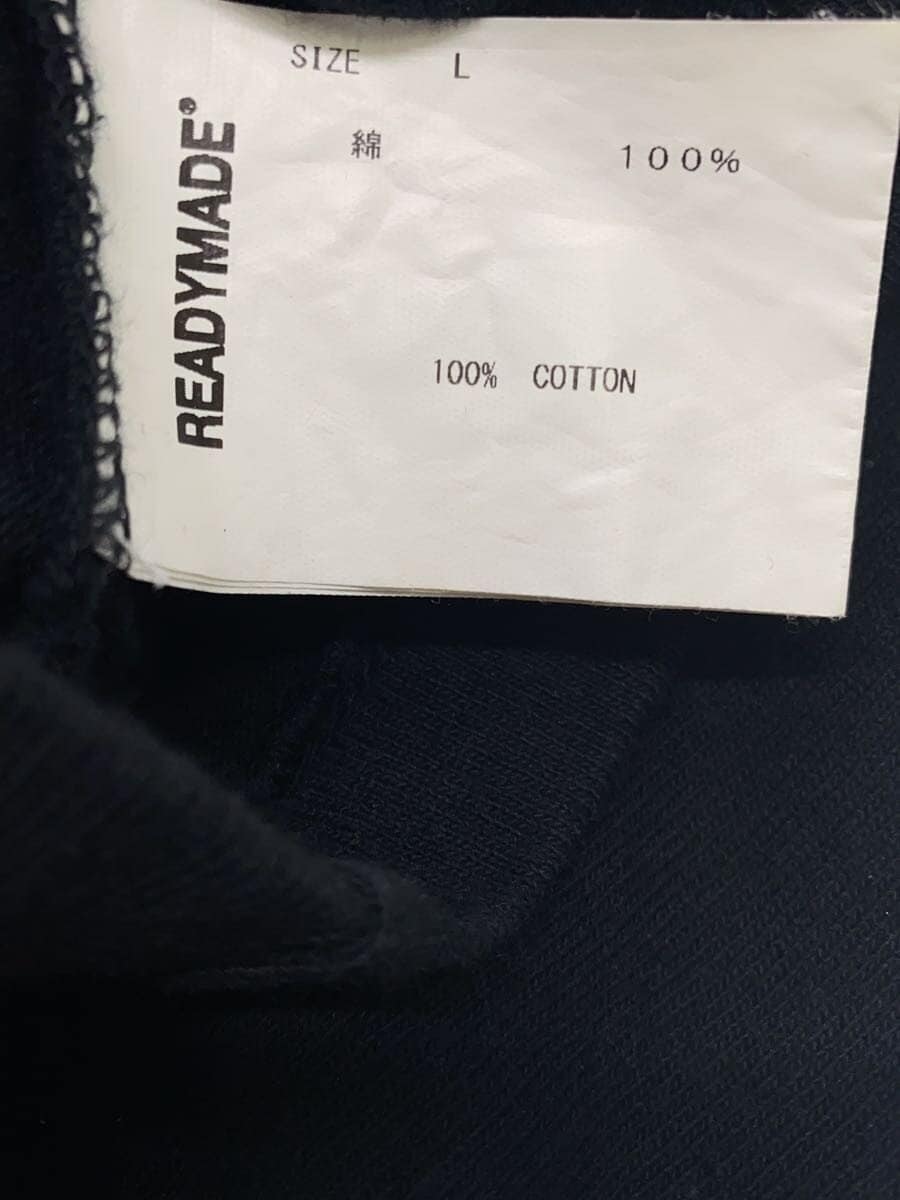 SIZE L
綿 100%
100% COTTON
READYMADE®